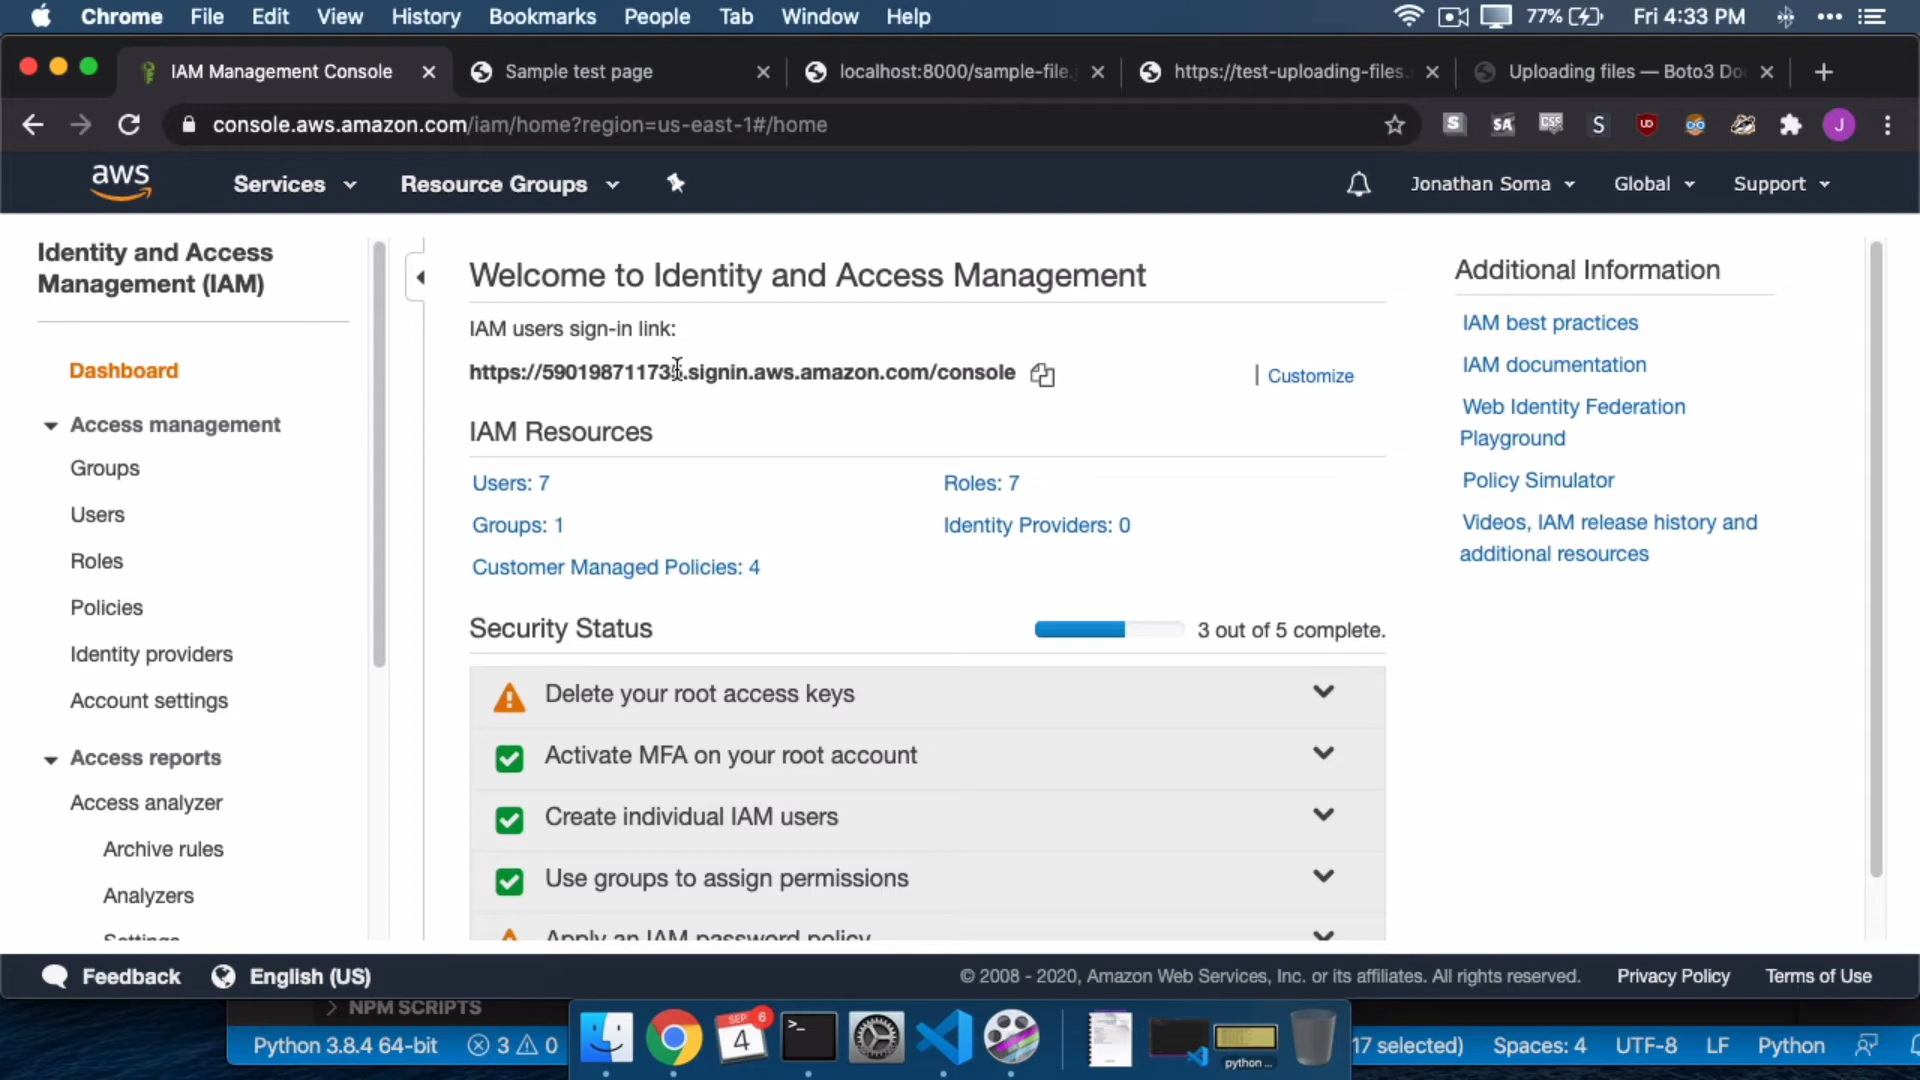 Chrome File Edit View History Bookmarks People Tab Window Help
77% Fri 4:33 PM
IAM Management Console
Sample test page
localhost:8000/sample-file.
https://test-uploading-files.
Uploading files — Boto3 Do
console.aws.amazon.com/iam/home?region=us-east-1#/home
aws Services Resource Groups Jonathan Soma Global Support
Identity and Access
Management (IAM)
Dashboard
Access management
Groups
Users
Roles
Policies
Identity providers
Account settings
Access reports
Access analyzer
Archive rules
Analyzers
Settings
Welcome to Identity and Access Management
IAM users sign-in link:
.signin.aws.amazon.com/console
Customize
IAM Resources
Users: 7
Roles: 7
Groups: 1
Identity Providers: 0
Customer Managed Policies: 4
Security Status
3 out of 5 complete.
Delete your root access keys
Activate MFA on your root account
Create individual IAM users
Use groups to assign permissions
Apply an IAM password policy
Additional Information
IAM best practices
IAM documentation
Web Identity Federation
Playground
Policy Simulator
Videos, IAM release history and
additional resources
Feedback English (US)
© 2008 - 2020, Amazon Web Services, Inc. or its affiliates. All rights reserved. Privacy Policy Terms of Use
NPM SCRIPTS
Python 3.8.4 64-bit 3 0
SEP 4
6
python ...
17 selected) Spaces: 4 UTF-8 LF Python